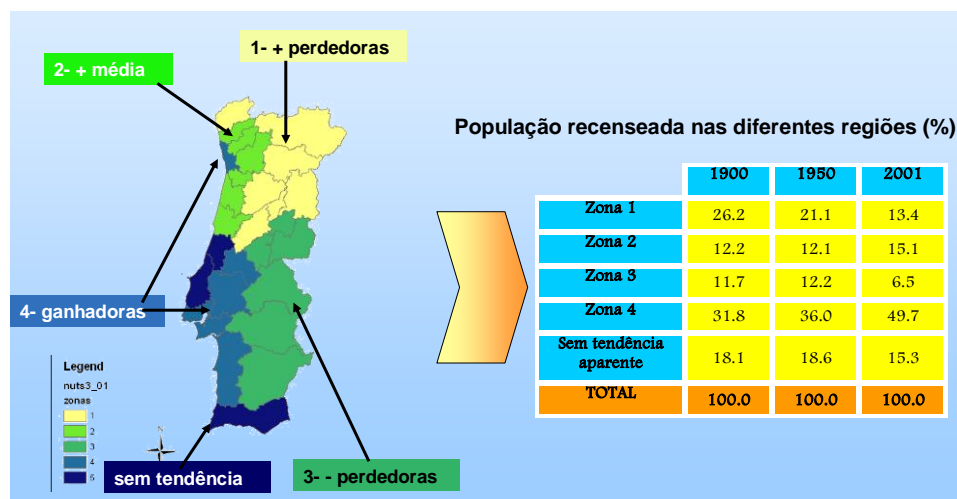 1- + perdedoras
2- + média
População recenseada nas diferentes regiões (%)
1900 1950 2001
Zona 1 26.2 21.1 13.4
Zona 2 12.2 12.1 15.1
Zona 3 11.7 12.2 6.5
Zona 4 31.8 36.0 49.7
Sem tendência
aparente 18.1 18.6 15.3
TOTAL 100.0 100.0 100.0
4- ganhadoras
Legend
nuts3_01
zonas
1
2
3
4
5
sem tendência
3- - perdedoras